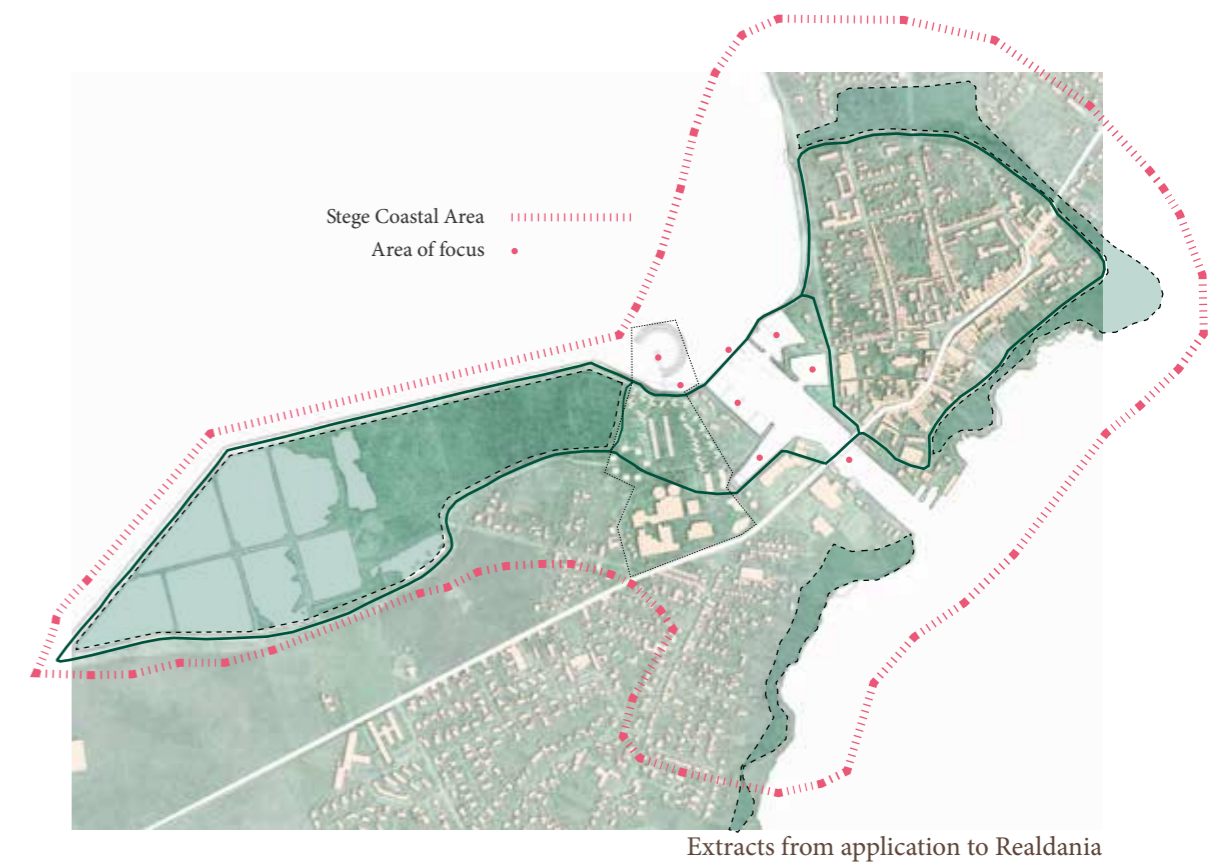 Stege Coastal Area
Area of focus
Extracts from application to Realdania